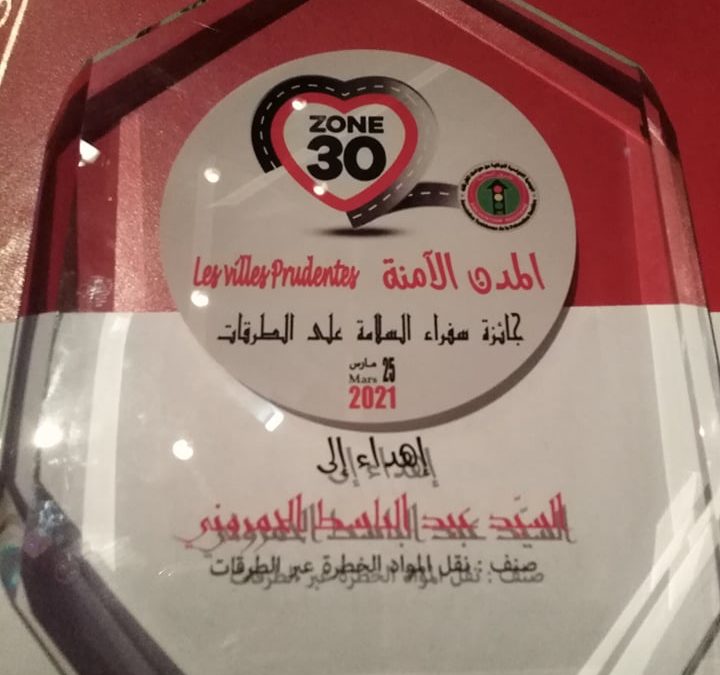 ZONE
30
Les villes Prudentes المدن الآمنة
جائزة سفراء السلامة على الطرقات
25 مارس
Mars
2021
إهداء إلى
السيّد عبد الباسط
صنف : نقل المواد الخطرة عبر الطرقات